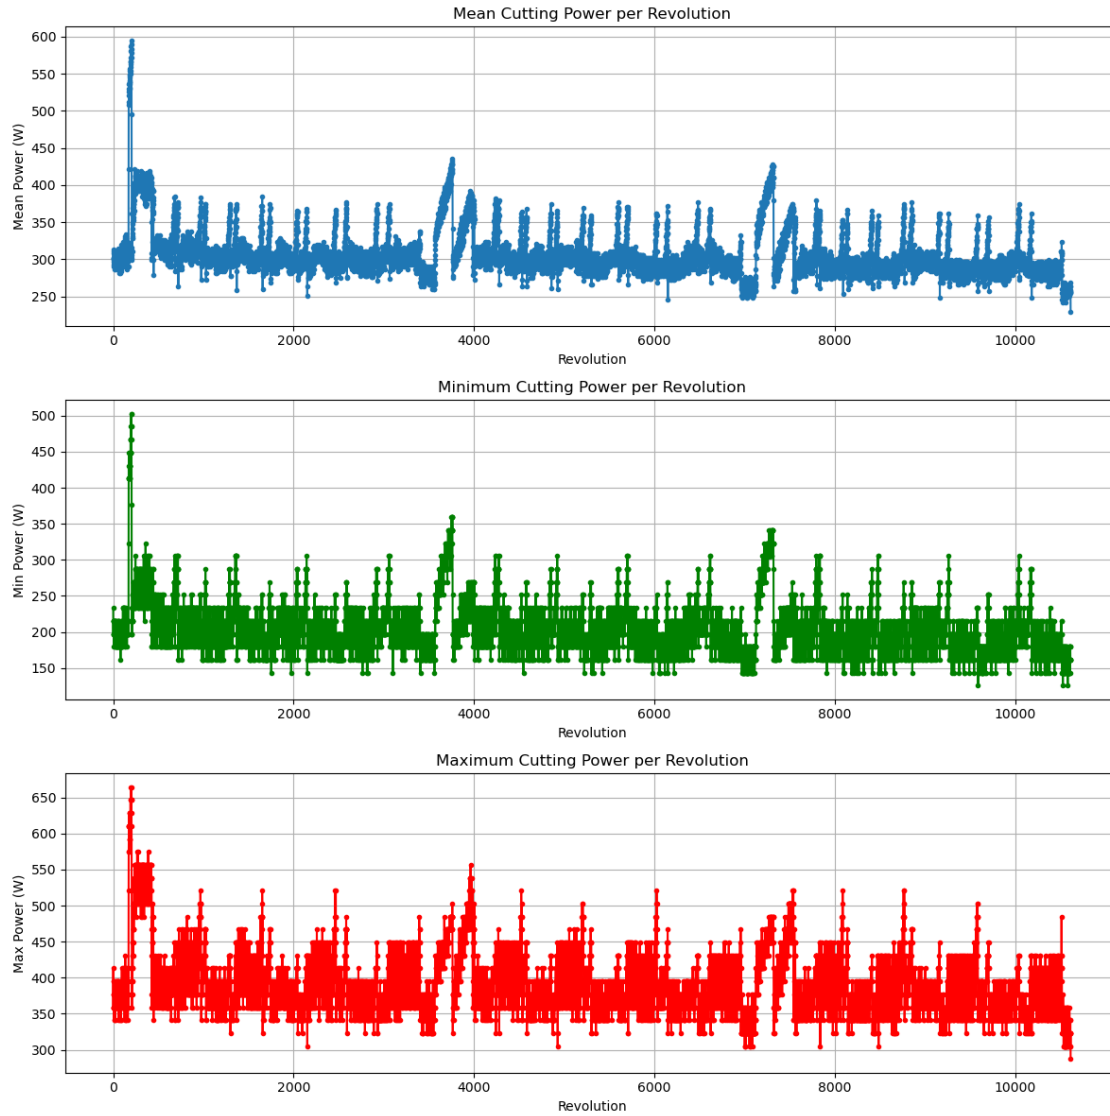 Mean Cutting Power per Revolution
600
550
500
450
400
350
300
250
Mean Power (W)
0 2000 4000 6000 8000 10000
Revolution
Minimum Cutting Power per Revolution
500
450
400
350
300
250
200
150
Min Power (W)
0 2000 4000 6000 8000 10000
Revolution
Maximum Cutting Power per Revolution
650
600
550
500
450
400
350
300
Max Power (W)
0 2000 4000 6000 8000 10000
Revolution